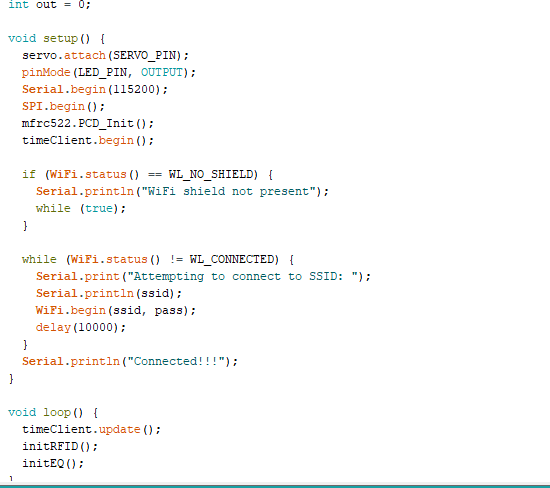 int out = 0;
void setup() {
  servo.attach(SERVO_PIN);
  pinMode(LED_PIN, OUTPUT);
  Serial.begin(115200);
  SPI.begin();
  mfrc522.PCD_Init();
  timeClient.begin();
  if (WiFi.status() == WL_NO_SHIELD) {
    Serial.println("WiFi shield not present");
    while (true);
  }
  while (WiFi.status() != WL_CONNECTED) {
    Serial.print("Attempting to connect to SSID: ");
    Serial.println(ssid);
    WiFi.begin(ssid, pass);
    delay(10000);
  }
  Serial.println("Connected!!!");
}
void loop() {
  timeClient.update();
  initRFID();
  initEQ();
}